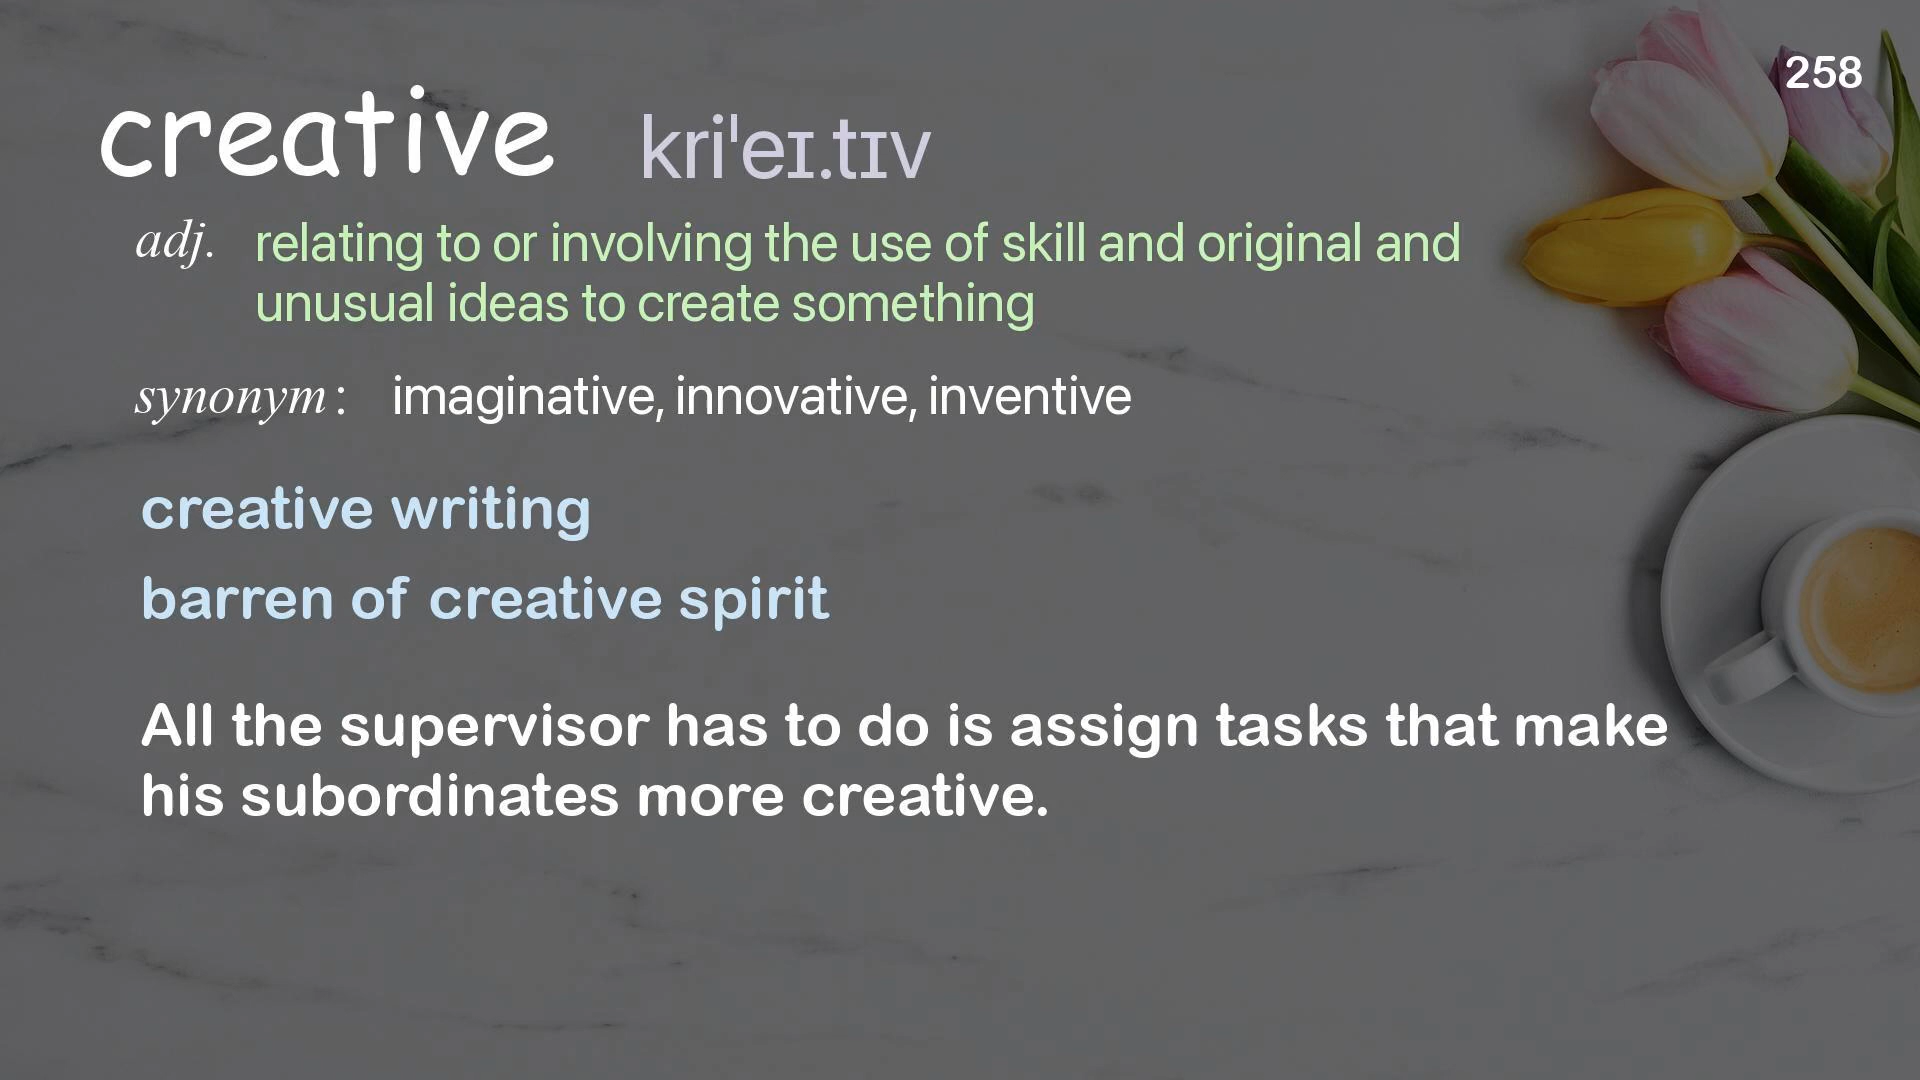 258
creative kriˈeɪ.tɪv
adj. relating to or involving the use of skill and original and
unusual ideas to create something
synonym : imaginative, innovative, inventive
creative writing
barren of creative spirit
All the supervisor has to do is assign tasks that make
his subordinates more creative.